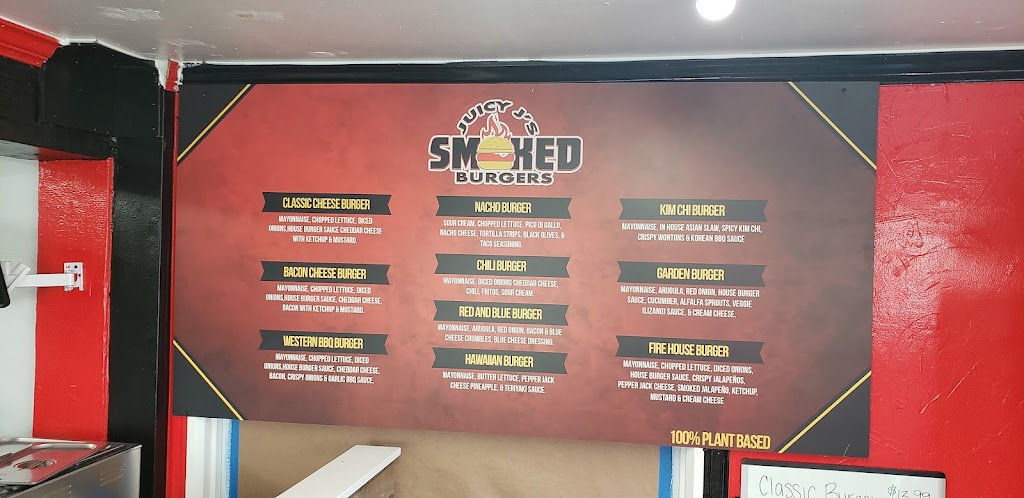 JUICY J'S
SMOKED
BURGERS
CLASSIC CHEESE BURGER
MAYONNAISE, CHOPPED LETTUCE, DICED
ONIONS,HOUSE BURGER SAUCE CHEDDAR CHEESE
WITH KETCHUP & MUSTARD.
BACON CHEESE BURGER
MAYONNAISE, CHOPPED LETTUCE, DICED
ONIONS,HOUSE BURGER SAUCE, CHEDDAR CHEESE,
BACON WITH KETCHUP & MUSTARD.
WESTERN BBQ BURGER
MAYONNAISE, CHOPPED LETTUCE, DICED
ONIONS,HOUSE BURGER SAUCE, CHEDDAR CHEESE,
BACON, CRISPY ONIONS & GARLIC BBQ SAUCE.
NACHO BURGER
SOUR CREAM, CHOPPED LETTUCE, PICO DI GALLO,
NACHO CHEESE, TORTILLA STRIPS, BLACK OLIVES, &
TACO SEASONING.
CHILI BURGER
MAYONNAISE, DICED ONIONS CHEDDAR CHEESE,
CHILI, FRITOS, SOUR CREAM.
RED AND BLUE BURGER
MAYONNAISE, ARUGULA, RED ONION, BACON & BLUE
CHEESE CRUMBLES, BLUE CHEESE DRESSING.
HAWAIIAN BURGER
MAYONNAISE, BUTTER LETTUCE, PEPPER JACK
CHEESE PINEAPPLE, & TERIYAKI SAUCE.
KIM CHI BURGER
MAYONNAISE, IN HOUSE ASIAN SLAW, SPICY KIM CHI,
CRISPY WONTONS & KOREAN BBQ SAUCE
GARDEN BURGER
MAYONNAISE, ARUGULA, RED ONION, HOUSE BURGER
SAUCE, CUCUMBER, ALFALFA SPROUTS, VEGGIE
(LIZANO) SAUCE, & CREAM CHEESE.
FIRE HOUSE BURGER
MAYONNAISE, CHOPPED LETTUCE, DICED ONIONS,
HOUSE BURGER SAUCE, CRISPY JALAPEÑOS,
PEPPER JACK CHEESE, SMOKED JALAPEÑO, KETCHUP,
MUSTARD & CREAM CHEESE
100% PLANT BASED
Classic Burger $13.99